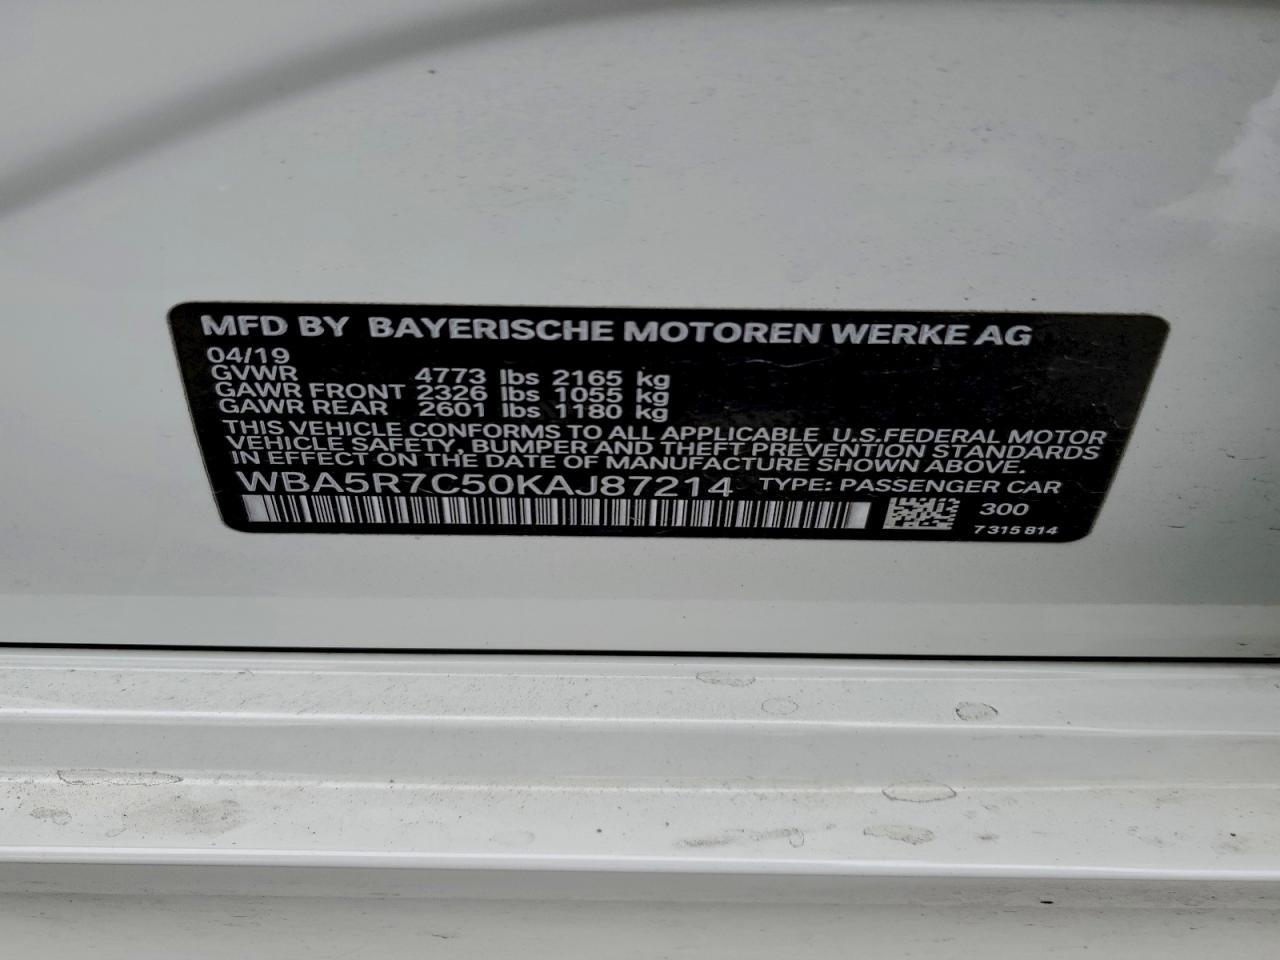 MFD BY BAYERISCHE MOTOREN WERKE AG
04/19
GVWR 4773 lbs 2165 kg
GAWR FRONT 2326 lbs 1055 kg
GAWR REAR 2601 lbs 1180 kg
THIS VEHICLE CONFORMS TO ALL APPLICABLE U.S.FEDERAL MOTOR
VEHICLE SAFETY, BUMPER AND THEFT PREVENTION STANDARDS
IN EFFECT ON THE DATE OF MANUFACTURE SHOWN ABOVE.
WBA5R7C50KAJ87214 TYPE: PASSENGER CAR
300
7 315 814